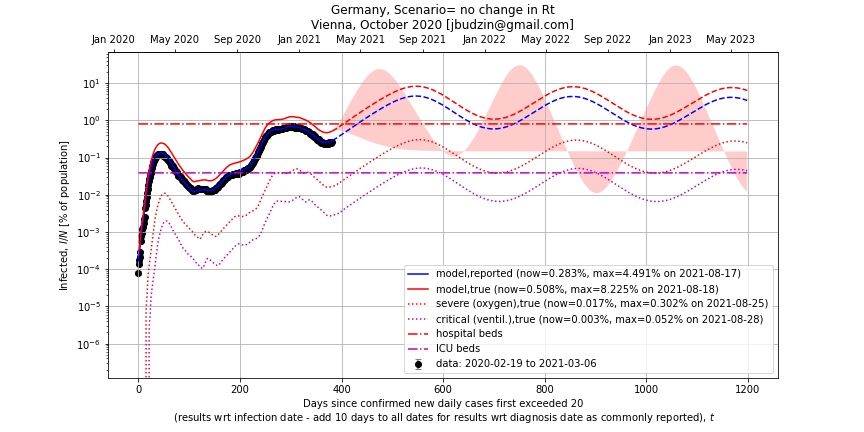 Germany, Scenario= no change in Rt
Vienna, October 2020 [jbudzin@gmail.com]
Jan 2020 May 2020 Sep 2020 Jan 2021 May 2021 Sep 2021 Jan 2022 May 2022 Sep 2022 Jan 2023 May 2023
10¹
10⁰
10⁻¹
10⁻²
10⁻³
10⁻⁴
10⁻⁵
10⁻⁶
Infected, I/N [% of population]
model,reported (now=0.283%, max=4.491% on 2021-08-17)
model,true (now=0.508%, max=8.225% on 2021-08-18)
severe (oxygen),true (now=0.017%, max=0.302% on 2021-08-25)
critical (ventil.),true (now=0.003%, max=0.052% on 2021-08-28)
hospital beds
ICU beds
data: 2020-02-19 to 2021-03-06
0 200 400 600 800 1000 1200
Days since confirmed new daily cases first exceeded 20
(results wrt infection date - add 10 days to all dates for results wrt diagnosis date as commonly reported), t